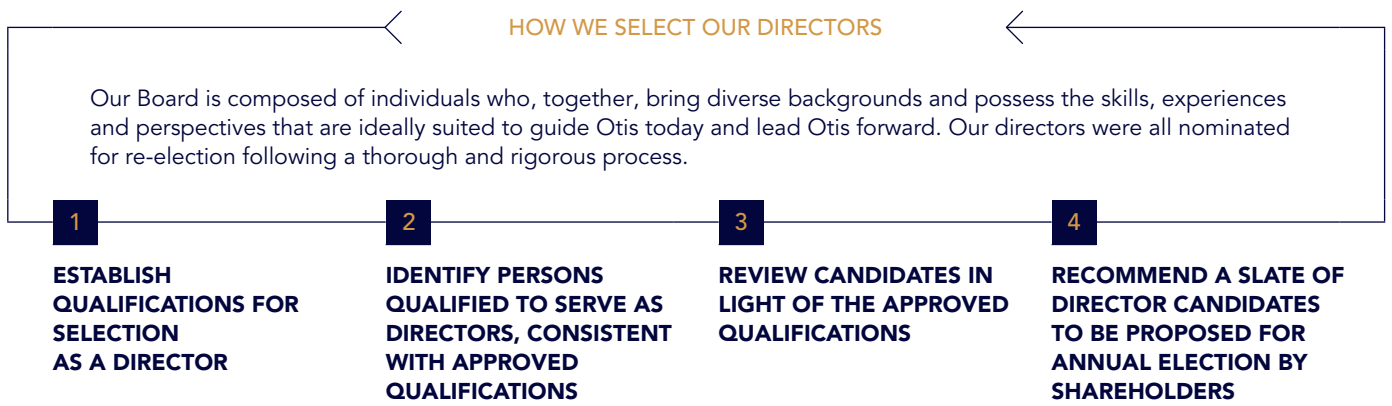 HOW WE SELECT OUR DIRECTORS
Our Board is composed of individuals who, together, bring diverse backgrounds and possess the skills, experiences
and perspectives that are ideally suited to guide Otis today and lead Otis forward. Our directors were all nominated
for re-election following a thorough and rigorous process.
1
ESTABLISH
QUALIFICATIONS FOR
SELECTION
AS A DIRECTOR
2
IDENTIFY PERSONS
QUALIFIED TO SERVE AS
DIRECTORS, CONSISTENT
WITH APPROVED
QUALIFICATIONS
3
REVIEW CANDIDATES IN
LIGHT OF THE APPROVED
QUALIFICATIONS
4
RECOMMEND A SLATE OF
DIRECTOR CANDIDATES
TO BE PROPOSED FOR
ANNUAL ELECTION BY
SHAREHOLDERS